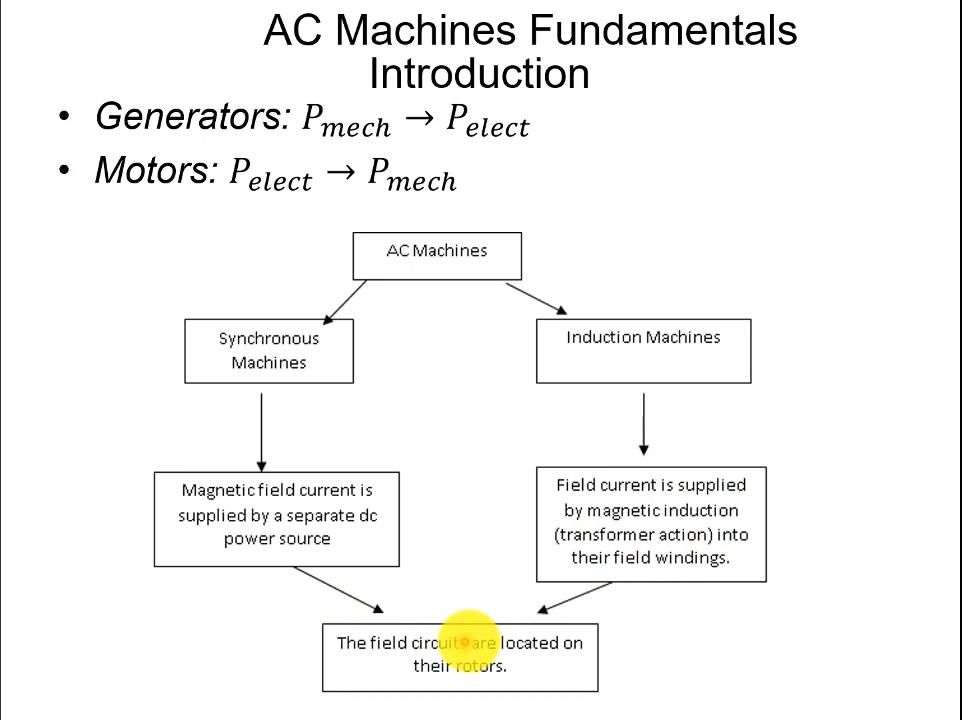 AC Machines Fundamentals
Introduction
• Generators: P_mech → P_elect
• Motors: P_elect → P_mech
AC Machines
Synchronous
Machines
Induction Machines
Magnetic field current is
supplied by a separate dc
power source
Field current is supplied
by magnetic induction
(transformer action) into
their field windings.
The field circuits are located on
their rotors.